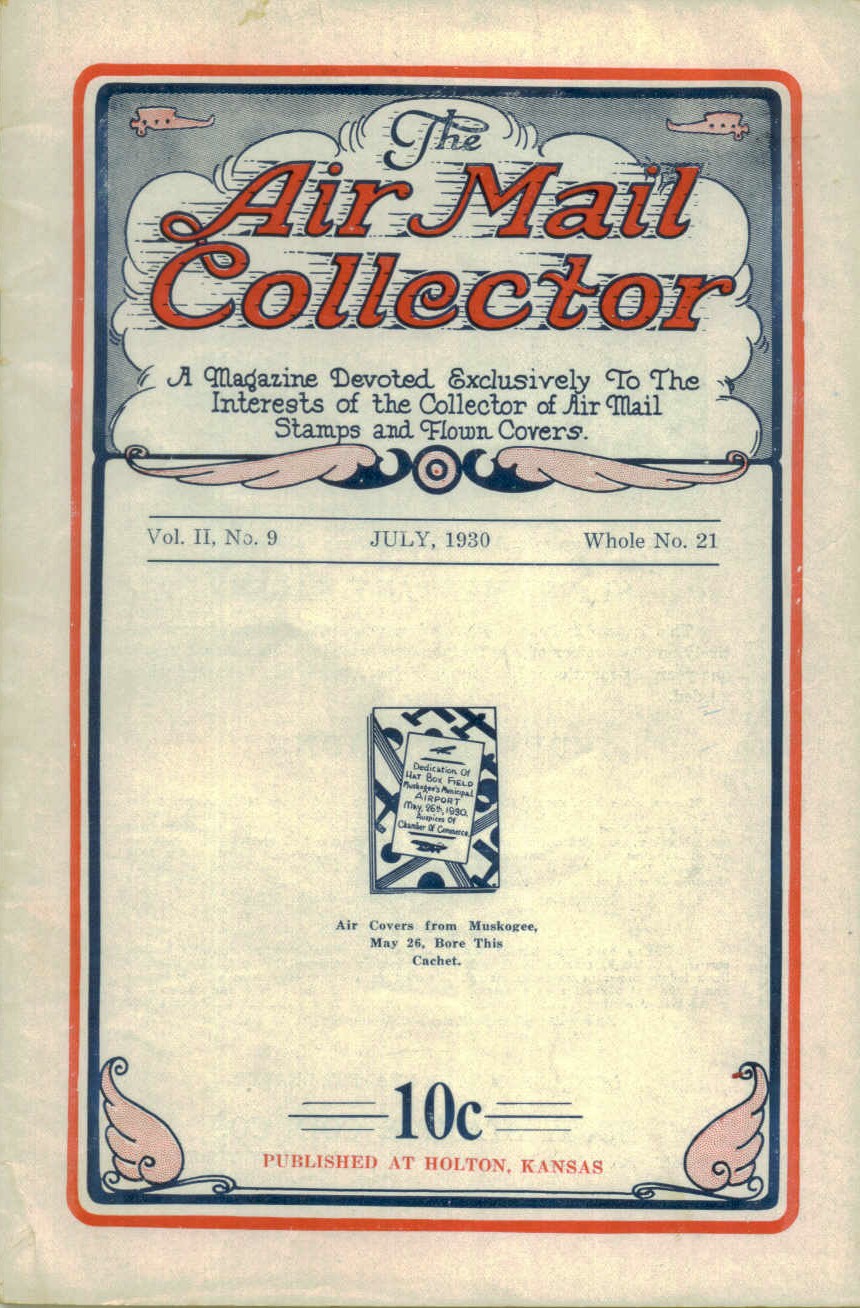 The
Air Mail
Collector
A Magazine Devoted Exclusively To The
Interests of the Collector of Air Mail
Stamps and Flown Covers.
Vol. II, No. 9 JULY, 1930 Whole No. 21
Dedication Of
HAT BOX FIELD
Muskogee's Municipal
AIRPORT
May, 26th, 1930.
Auspices Of
Chamber Of Commerce.
Air Covers from Muskogee,
May 26, Bore This
Cachet.
10c
PUBLISHED AT HOLTON, KANSAS